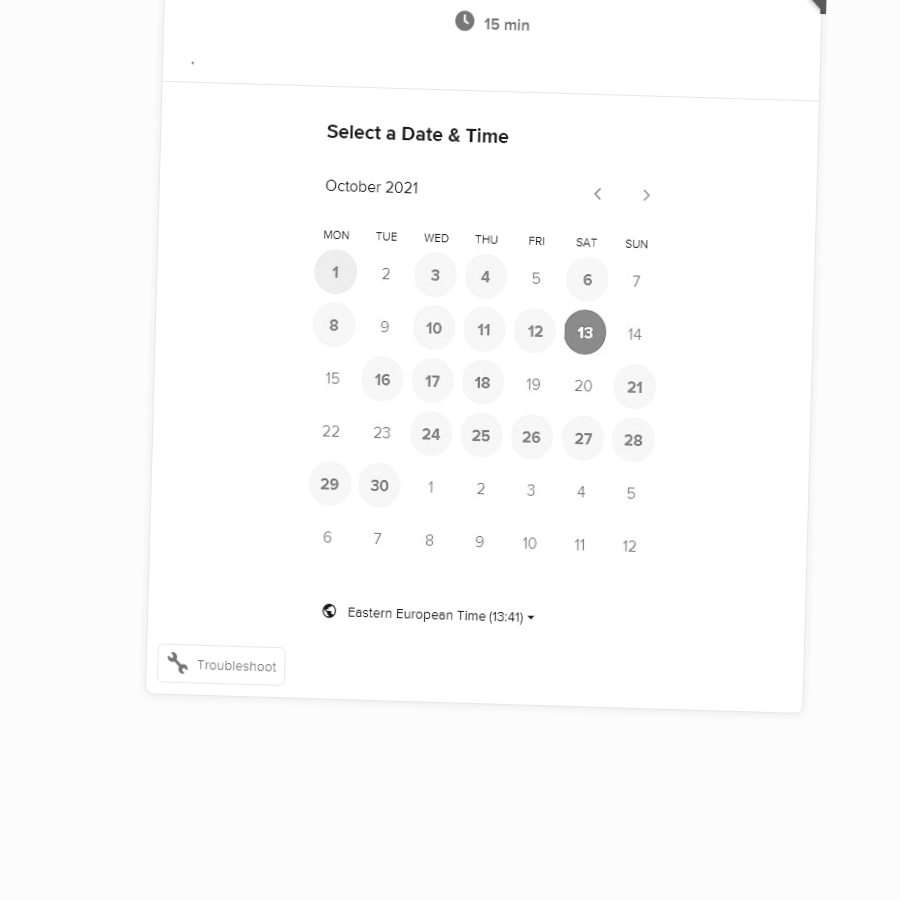 15 min
.
Select a Date & Time
October 2021
MON TUE WED THU FRI SAT SUN
1 2 3 4 5 6 7
8 9 10 11 12 13 14
15 16 17 18 19 20 21
22 23 24 25 26 27 28
29 30 1 2 3 4 5
6 7 8 9 10 11 12
Eastern European Time (13:41)
Troubleshoot